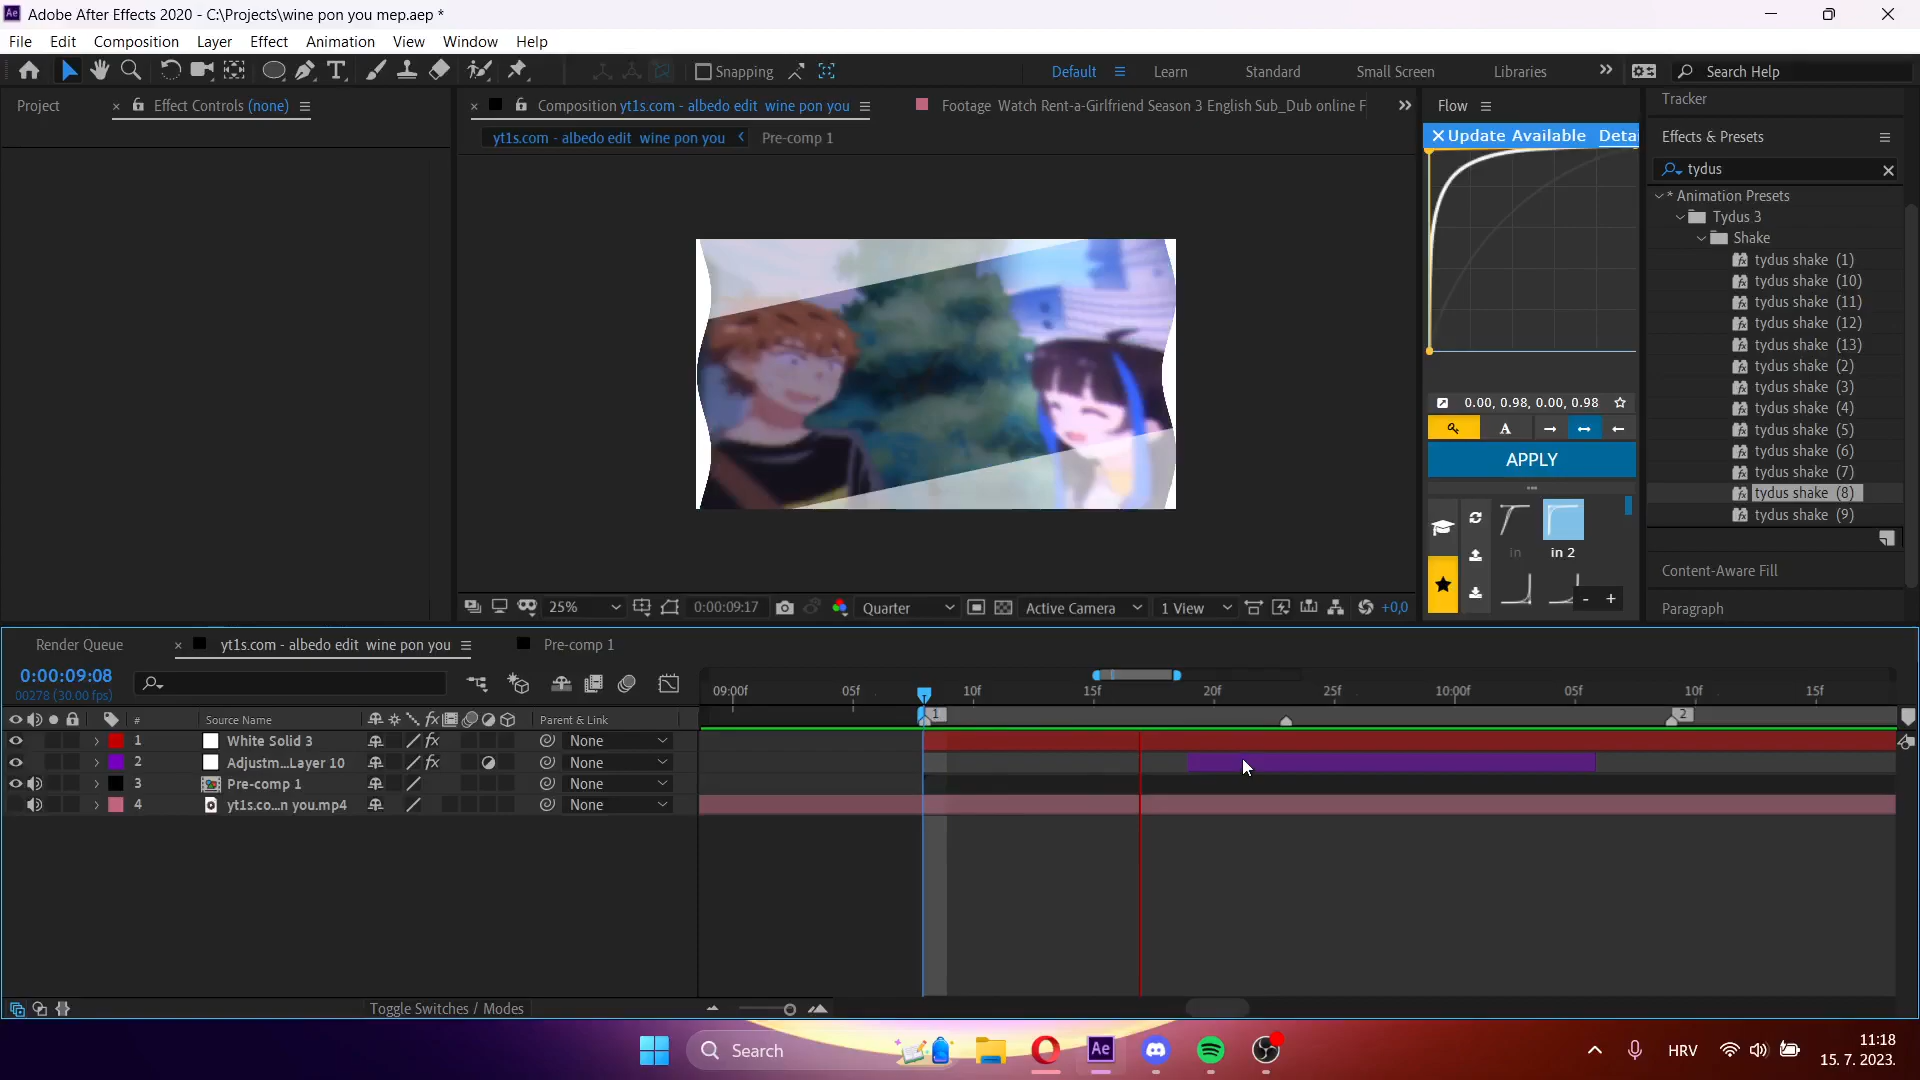 Ae Adobe After Effects 2020 - C:\Projects\wine pon you mep.aep *
File Edit Composition Layer Effect Animation View Window Help
Snapping
Default Learn Standard Small Screen Libraries Search Help
Project Effect Controls (none)
Composition yt1s.com - albedo edit wine pon you Footage Watch Rent-a-Girlfriend Season 3 English Sub_Dub online F
yt1s.com - albedo edit wine pon you Pre-comp 1
Flow
Update Available Detai
0.00, 0.98, 0.00, 0.98
A
APPLY
in in 2
Tracker
Effects & Presets
tydus
* Animation Presets
Tydus 3
Shake
tydus shake (1)
tydus shake (10)
tydus shake (11)
tydus shake (12)
tydus shake (13)
tydus shake (2)
tydus shake (3)
tydus shake (4)
tydus shake (5)
tydus shake (6)
tydus shake (7)
tydus shake (8)
tydus shake (9)
Content-Aware Fill
Paragraph
25% 0:00:09:17 Quarter Active Camera 1 View +0,0
Render Queue yt1s.com - albedo edit wine pon you Pre-comp 1
0:00:09:08
00278 (30.00 fps)
09:00f 05f 10f 15f 20f 25f 10:00f 05f 10f 15f
1 2
# Source Name fx Parent & Link
1 White Solid 3 fx None
2 Adjustm...Layer 10 fx None
3 Pre-comp 1 None
4 yt1s.co...n you.mp4 None
Toggle Switches / Modes
Search
Ae
HRV
11:18
15. 7. 2023.